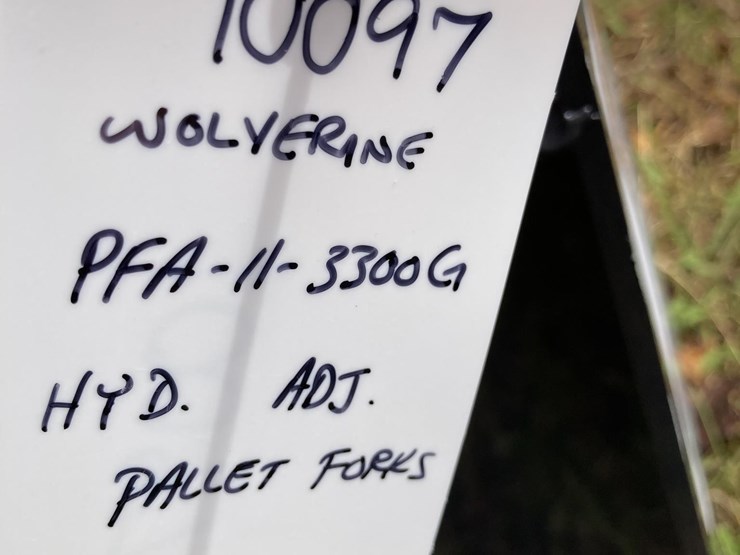 10097
WOLVERINE
PFA-11-3300G
HYD. ADJ.
PALLET FORKS